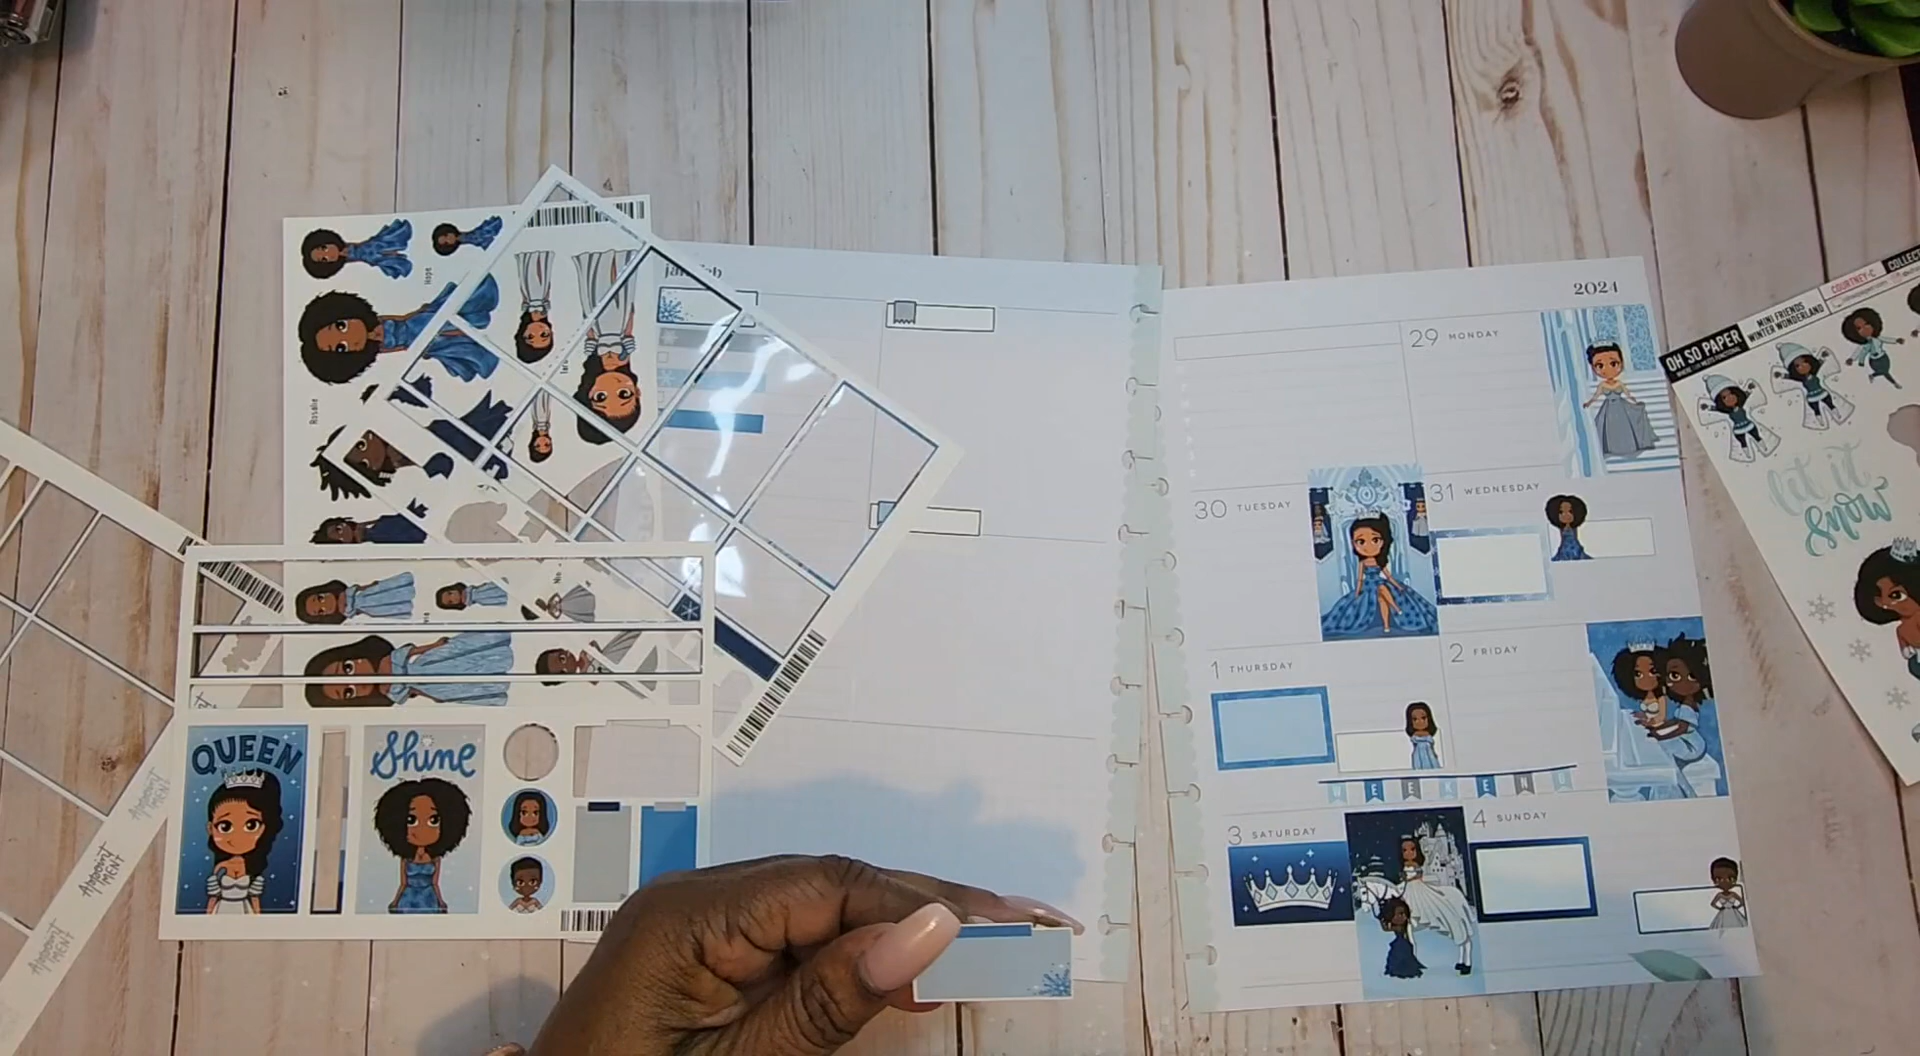 2024
29 MONDAY
30 TUESDAY
31 WEDNESDAY
1 THURSDAY
2 FRIDAY
WEEKEND
3 SATURDAY
4 SUNDAY
QUEEN
Shine
Hope
Rosalie
Appoint
MENT
Appoint
MENT
OH SO PAPER
MINI FRIENDS
WINTER WONDERLAND
COURTNEY-C
let it
snow